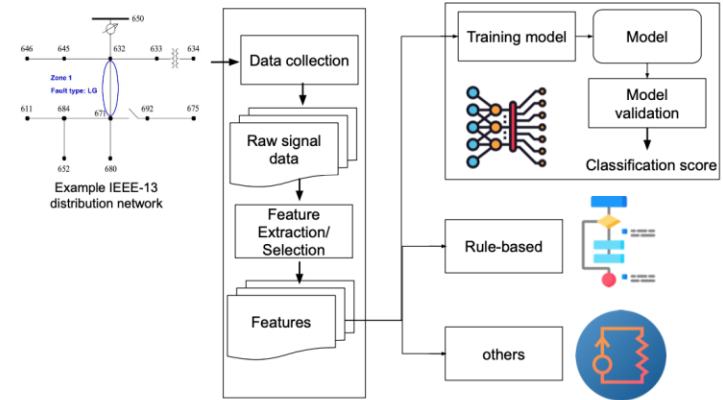 650
646
645
632
633
634
Zone 1
Fault type: LG
611
684
671
692
675
652
680
Example IEEE-13
distribution network
Data collection
Raw signal
data
Feature
Extraction/
Selection
Features
Training model
Model
Model
validation
Classification score
Rule-based
others